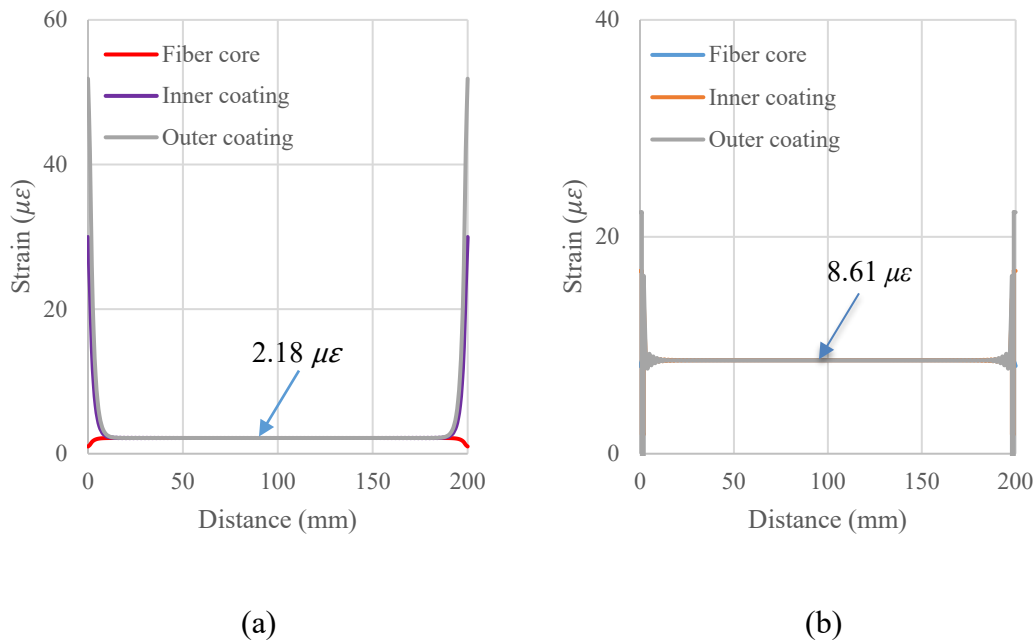 60
Fiber core
Inner coating
Outer coating
40
Strain (με)
20
2.18 με
0
0 50 100 150 200
Distance (mm)
(a)
40
Fiber core
Inner coating
Outer coating
Strain (με)
20
8.61 με
0
0 50 100 150 200
Distance (mm)
(b)